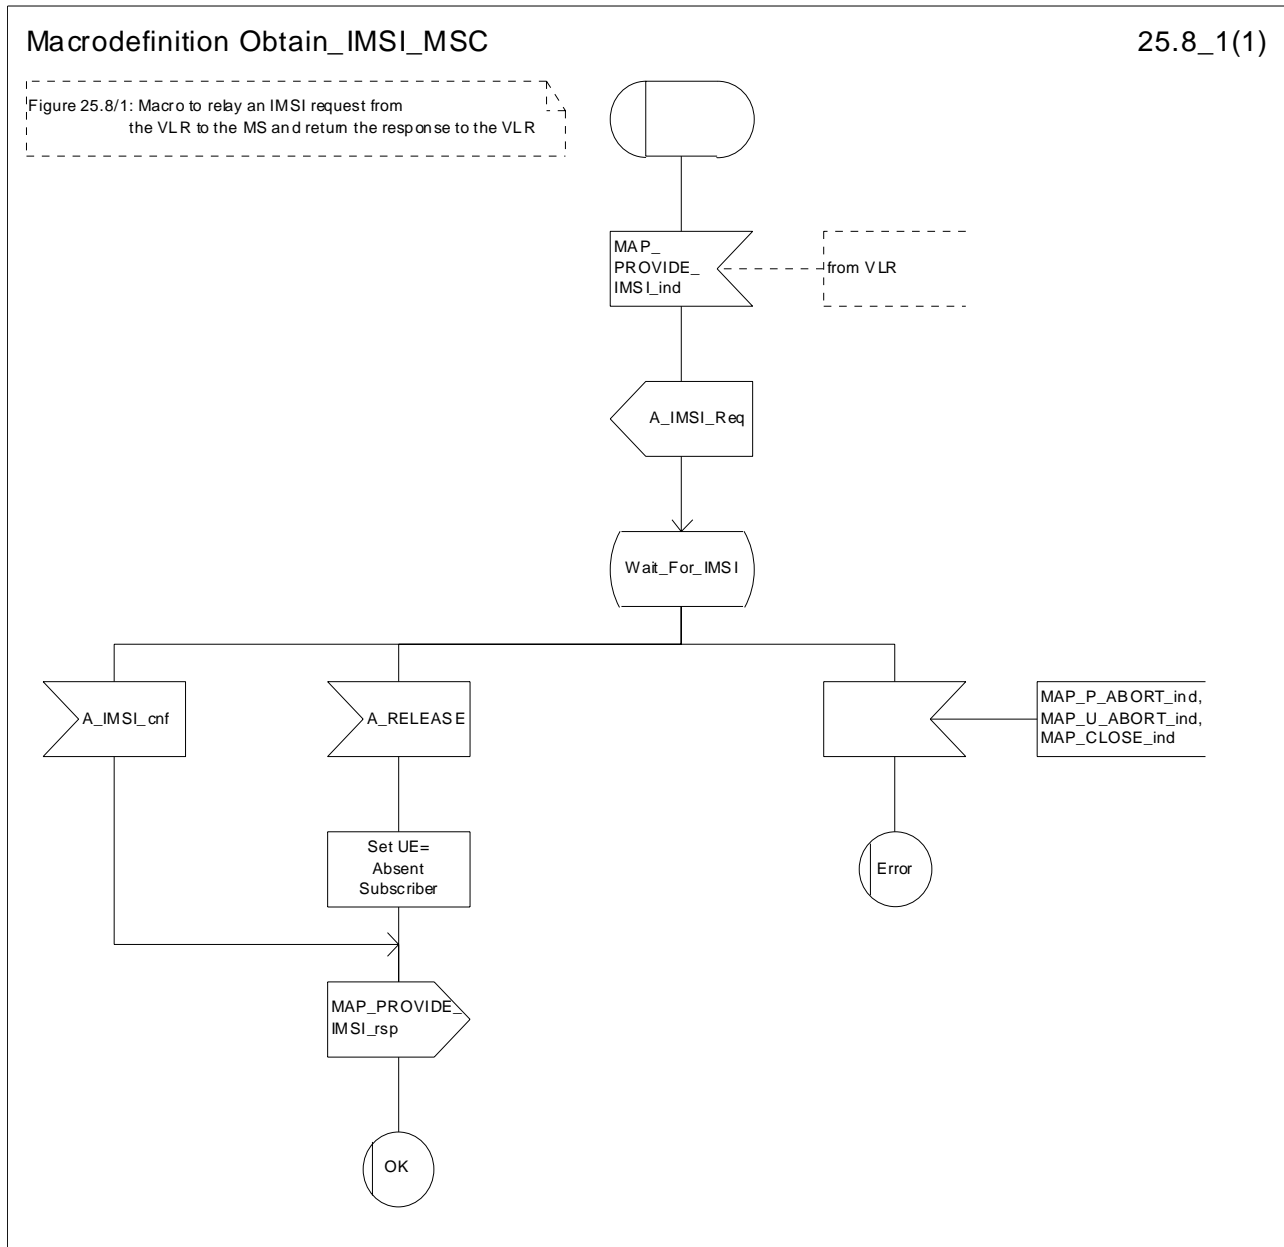 Macrodefinition Obtain_IMSI_MSC
25.8_1(1)
Figure 25.8/1: Macro to relay an IMSI request from
the VLR to the MS and return the response to the VLR
MAP_
PROVIDE_
IMSI_ind
from VLR
A_IMSI_Req
Wait_For_IMSI
A_IMSI_cnf
A_RELEASE
MAP_P_ABORT_ind,
MAP_U_ABORT_ind,
MAP_CLOSE_ind
Set UE=
Absent
Subscriber
Error
MAP_PROVIDE_
IMSI_rsp
OK